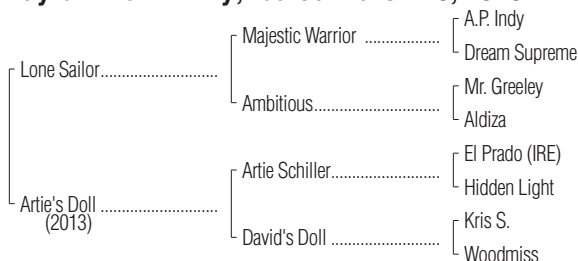 A.P. Indy
Majestic Warrior ..................
Dream Supreme
Lone Sailor............................
Mr. Greeley
Ambitious..............................
Aldiza
El Prado (IRE)
Artie Schiller..........................
Hidden Light
Artie's Doll ............................
(2013)
Kris S.
David's Doll ..........................
Woodmiss